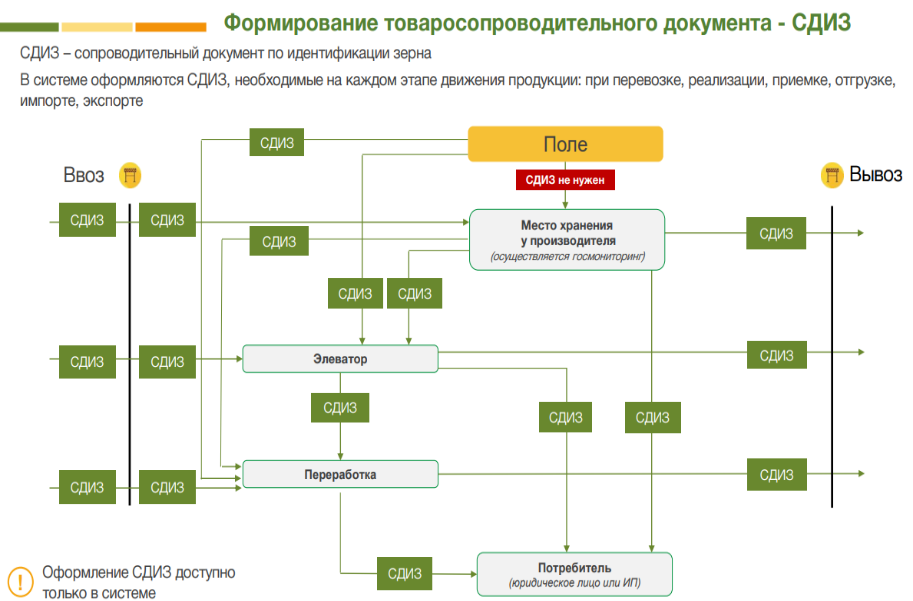 Формирование товаросопроводительного документа - СДИЗ
СДИЗ – сопроводительный документ по идентификации зерна
В системе оформляются СДИЗ, необходимые на каждом этапе движения продукции: при перевозке, реализации, приемке, отгрузке,
импорте, экспорте
СДИЗ
Поле
Ввоз
СДИЗ не нужен
Вывоз
СДИЗ
СДИЗ
СДИЗ
Место хранения
у производителя
(осуществляется госмониторинг)
СДИЗ
СДИЗ
СДИЗ
СДИЗ
СДИЗ
Элеватор
СДИЗ
СДИЗ
СДИЗ
СДИЗ
СДИЗ
СДИЗ
СДИЗ
Переработка
СДИЗ
Оформление СДИЗ доступно
только в системе
СДИЗ
Потребитель
(юридическое лицо или ИП)